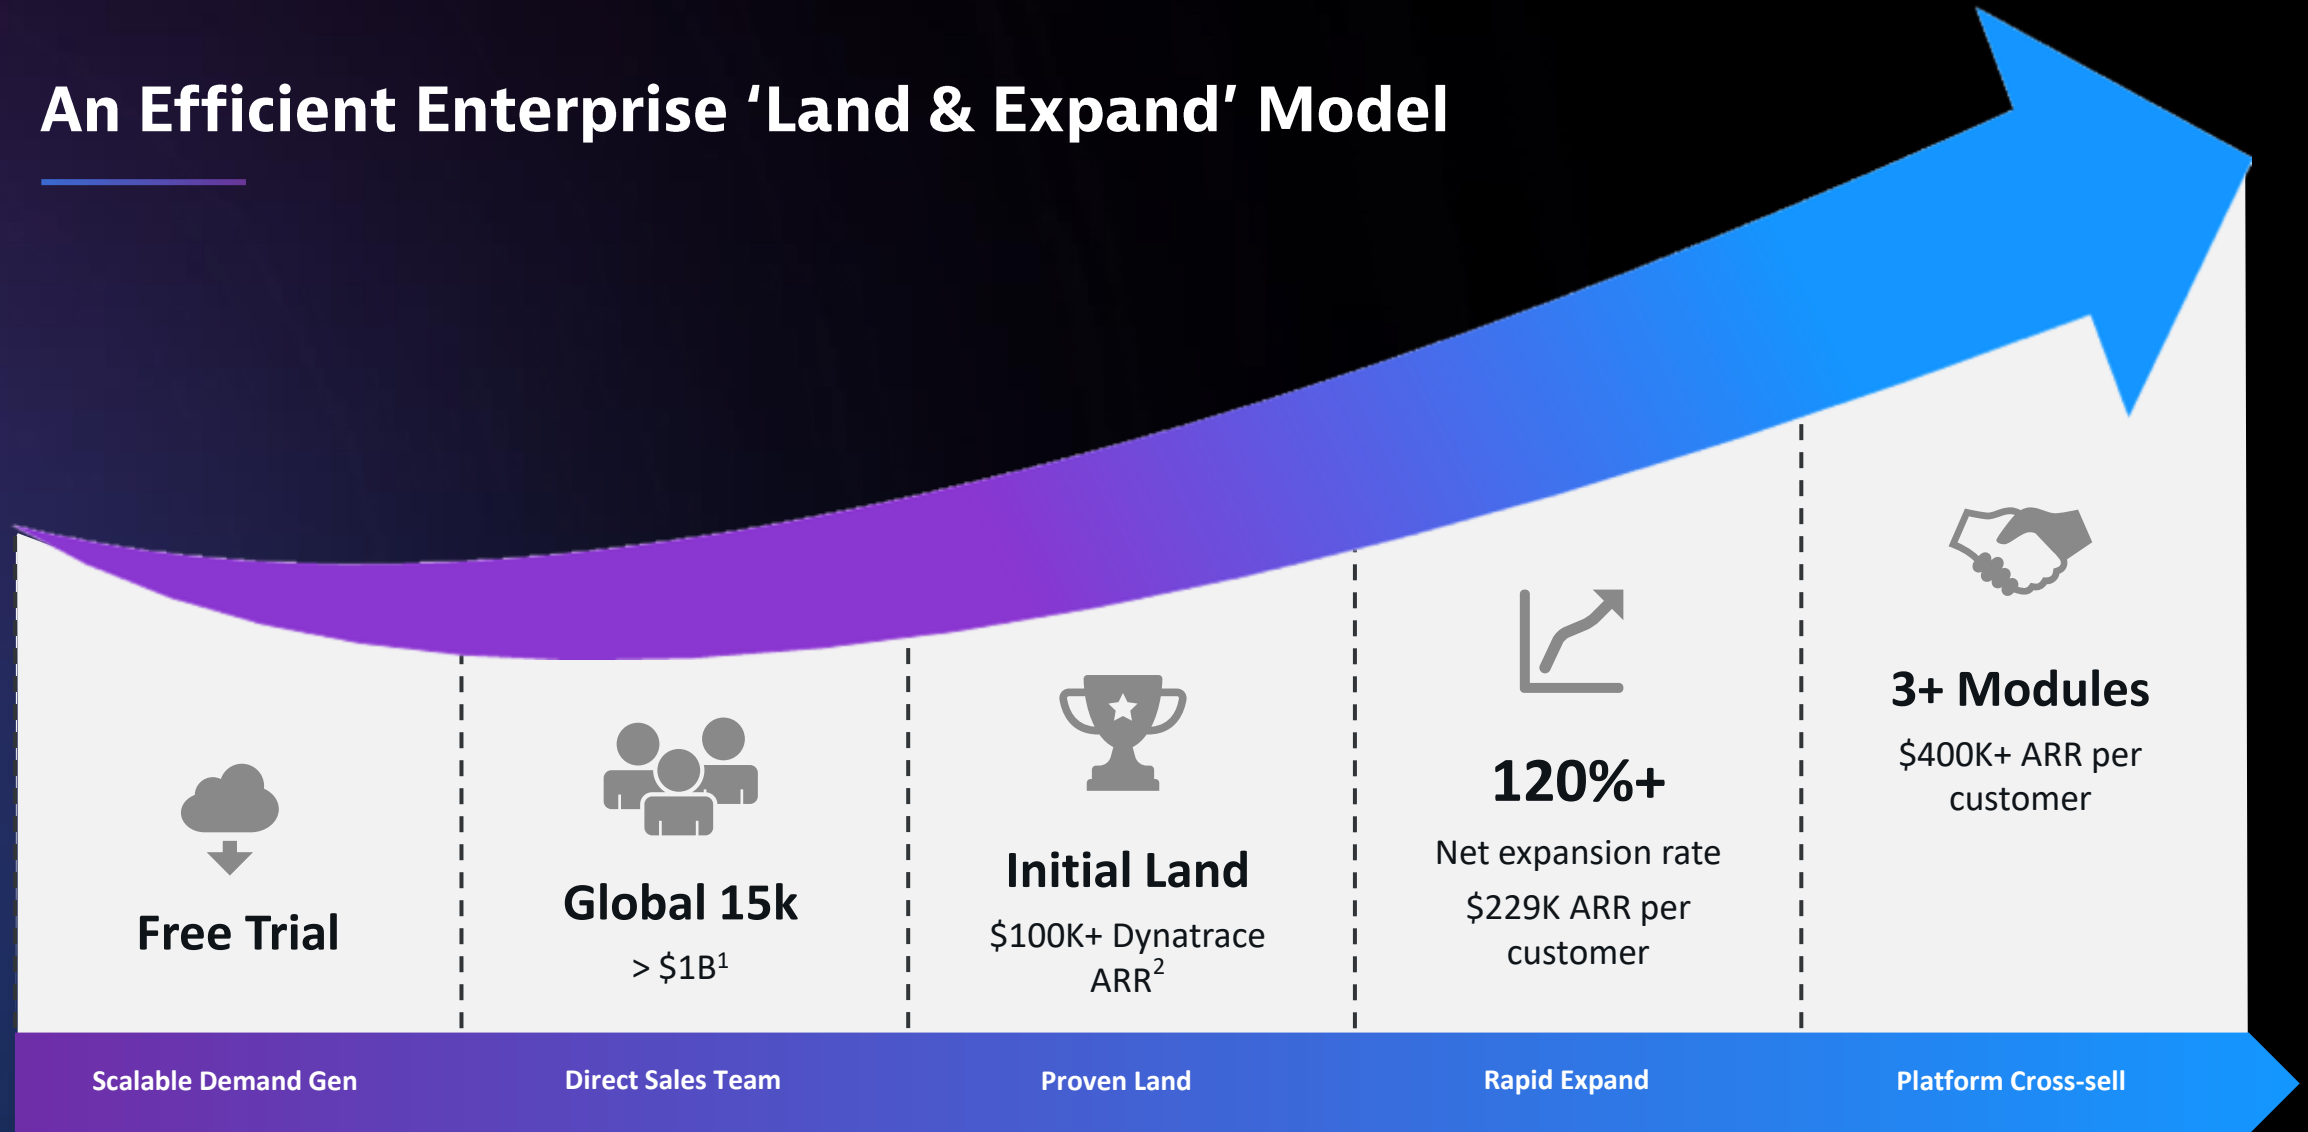 An Efficient Enterprise ‘Land & Expand’ Model
Free Trial
Global 15k
> $1B¹
Initial Land
$100K+ Dynatrace
ARR²
120%+
Net expansion rate
$229K ARR per
customer
3+ Modules
$400K+ ARR per
customer
Scalable Demand Gen
Direct Sales Team
Proven Land
Rapid Expand
Platform Cross-sell